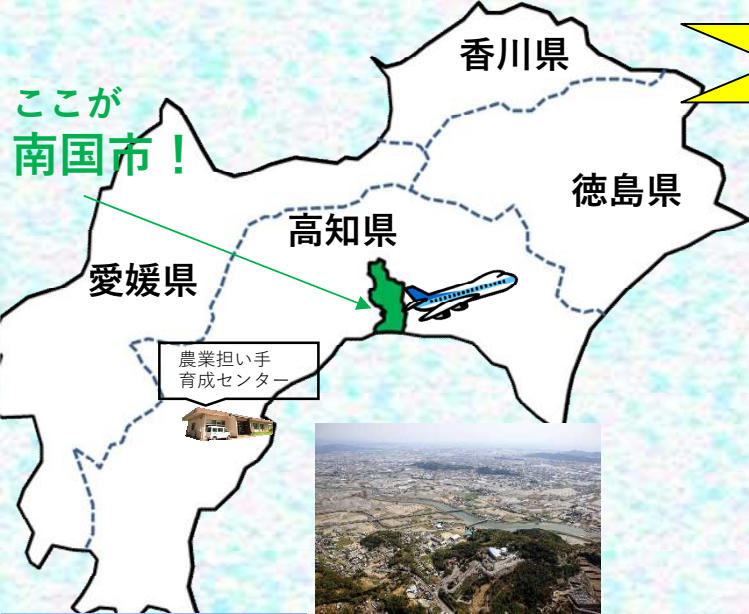 香川県
ここが
南国市！
徳島県
高知県
愛媛県
農業担い手
育成センター